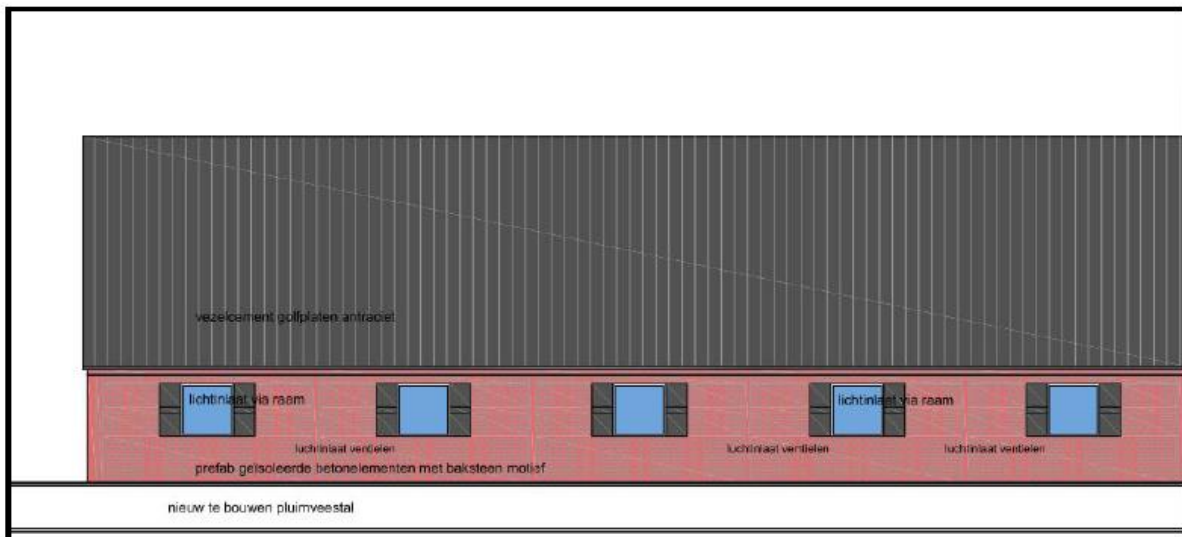 vezelcement golfplaten antraciet
lichtinlaat via raam
lichtinlaat via raam
luchtinlaat ventielen
luchtinlaat ventielen
luchtinlaat ventielen
prefab geïsoleerde betonelementen met baksteen motief
nieuw te bouwen pluimveestal